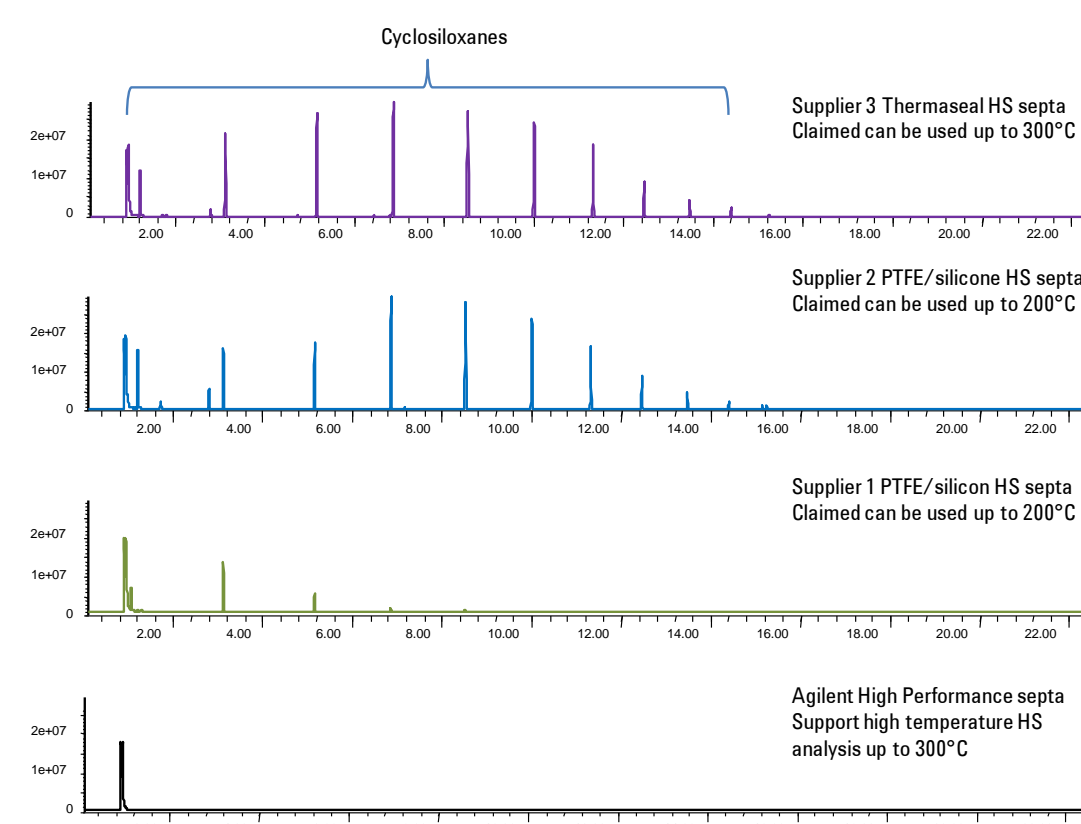 Cyclosiloxanes
Supplier 3 Thermaseal HS septa
Claimed can be used up to 300°C
2e+07
1e+07
0
2.00 4.00 6.00 8.00 10.00 12.00 14.00 16.00 18.00 20.00 22.00
Supplier 2 PTFE/silicone HS septa
Claimed can be used up to 200°C
2e+07
1e+07
0
2.00 4.00 6.00 8.00 10.00 12.00 14.00 16.00 18.00 20.00 22.00
Supplier 1 PTFE/silicon HS septa
Claimed can be used up to 200°C
2e+07
1e+07
0
2.00 4.00 6.00 8.00 10.00 12.00 14.00 16.00 18.00 20.00 22.00
Agilent High Performance septa
Support high temperature HS
analysis up to 300°C
2e+07
1e+07
0